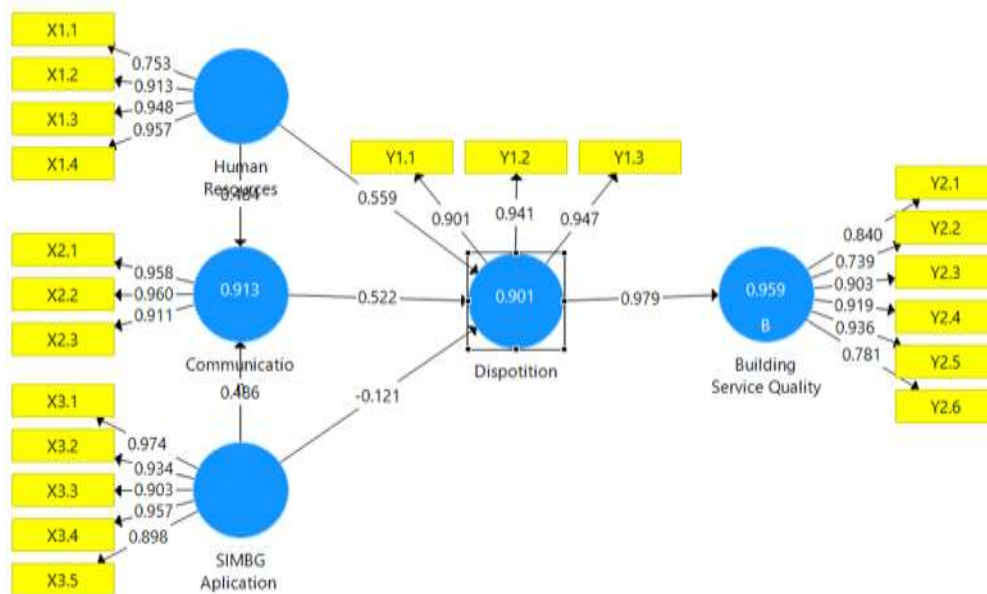 X1.1
X1.2
X1.3
X1.4
0.753
0.913
0.948
0.957
Human
Resources
0.484
0.559
Y1.1
Y1.2
Y1.3
0.901
0.941
0.947
X2.1
X2.2
X2.3
0.958
0.960
0.911
0.913
Communicatio
n
0.522
0.901
Dispotition
0.979
0.959
B
Building
Service Quality
0.840
0.739
0.903
0.919
0.936
0.781
Y2.1
Y2.2
Y2.3
Y2.4
Y2.5
Y2.6
0.486
-0.121
X3.1
X3.2
X3.3
X3.4
X3.5
0.974
0.934
0.903
0.957
0.898
SIMBG
Aplication